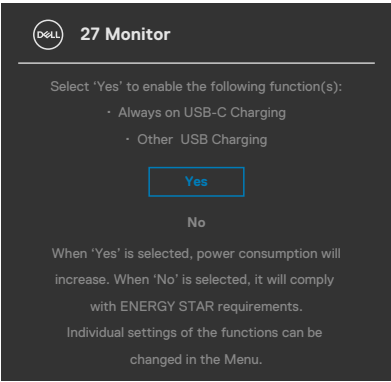 DELL 27 Monitor
Select ‘Yes’ to enable the following function(s):
· Always on USB-C Charging
· Other USB Charging
Yes
No
When ‘Yes’ is selected, power consumption will
increase. When ‘No’ is selected, it will comply
with ENERGY STAR requirements.
Individual settings of the functions can be
changed in the Menu.